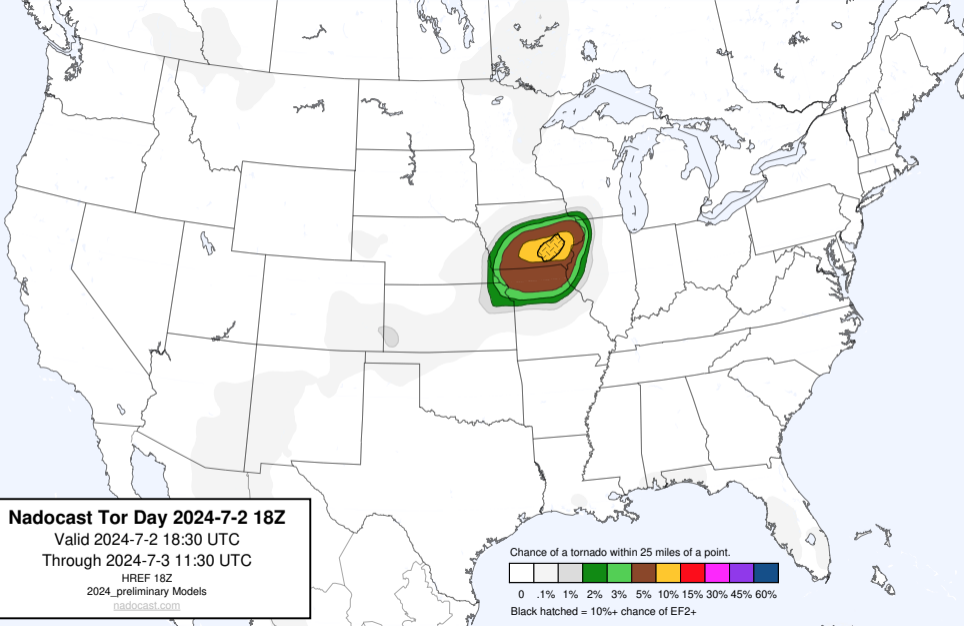 Nadocast Tor Day 2024-7-2 18Z
Valid 2024-7-2 18:30 UTC
Through 2024-7-3 11:30 UTC
HREF 18Z
2024_preliminary Models
nadocast.com
Chance of a tornado within 25 miles of a point.
0 .1% 1% 2% 3% 5% 10% 15% 30% 45% 60%
Black hatched = 10%+ chance of EF2+